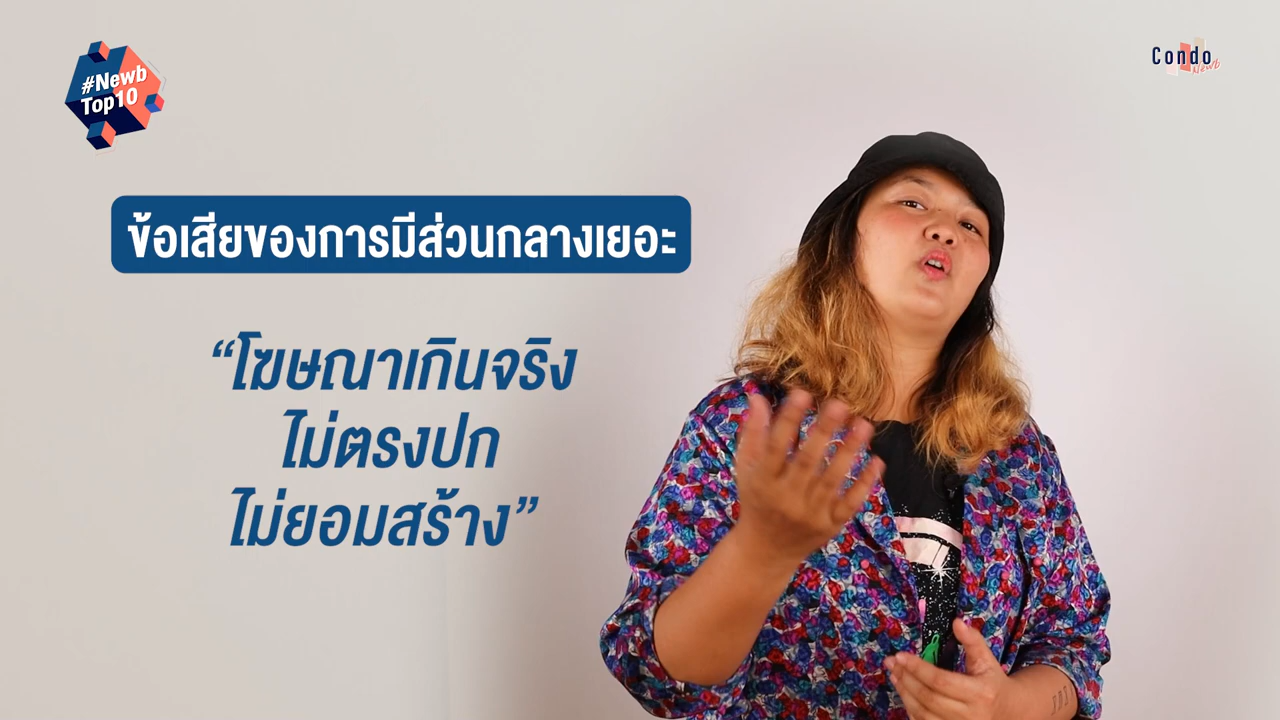 #Newb
Top10
Condo
Newb
ข้อเสียของการมีส่วนกลางเยอะ
“โฆษณาเกินจริง
ไม่ตรงปก
ไม่ยอมสร้าง”